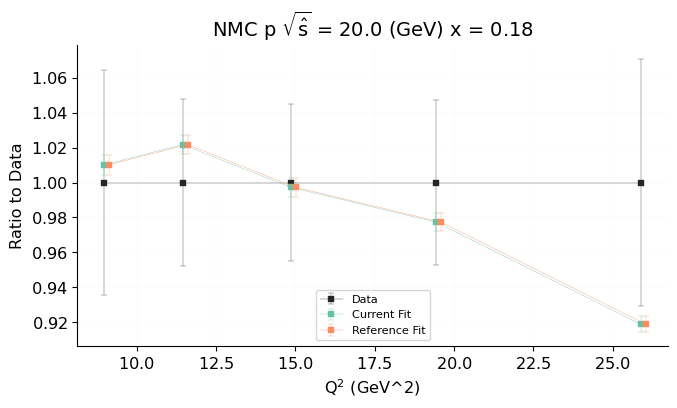 NMC p √ŝ = 20.0 (GeV) x = 0.18
Ratio to Data
1.06
1.04
1.02
1.00
0.98
0.96
0.94
0.92
Data
Current Fit
Reference Fit
10.0 12.5 15.0 17.5 20.0 22.5 25.0
Q² (GeV^2)